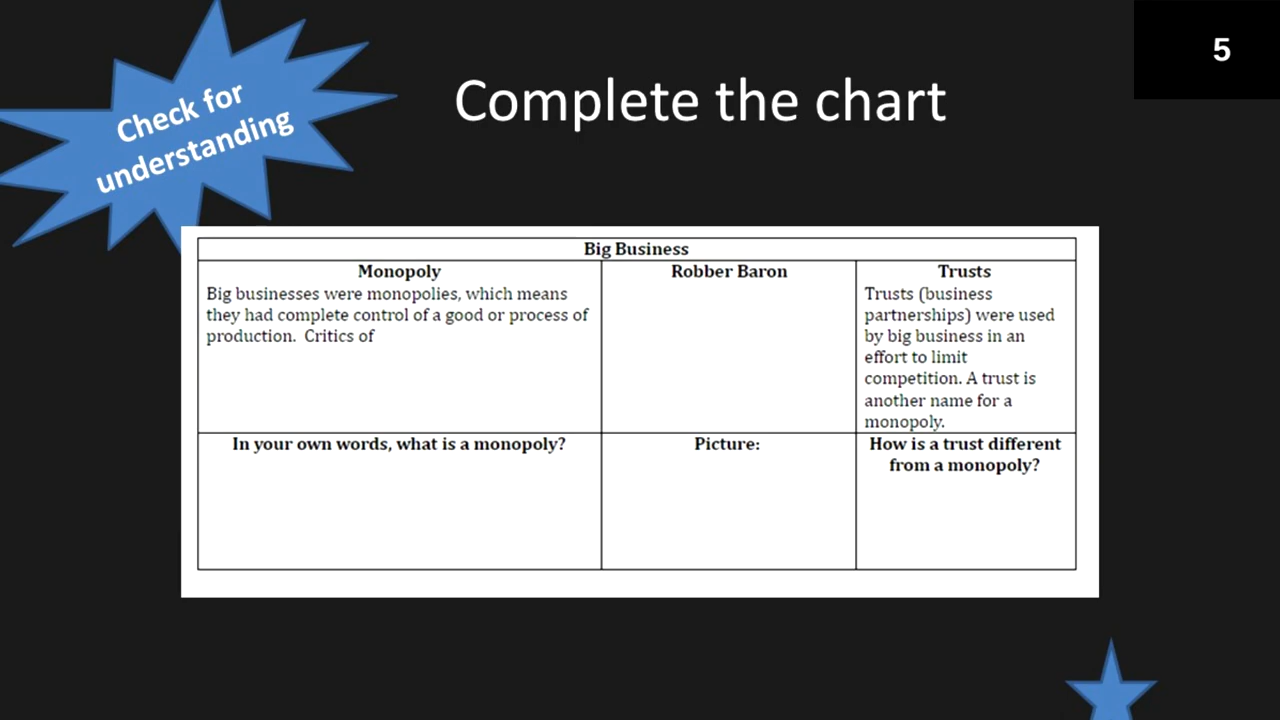 Check for
understanding
Complete the chart
5
Big Business
Monopoly
Big businesses were monopolies, which means
they had complete control of a good or process of
production. Critics of
Robber Baron
Trusts
Trusts (business
partnerships) were used
by big business in an
effort to limit
competition. A trust is
another name for a
monopoly.
In your own words, what is a monopoly?
Picture:
How is a trust different
from a monopoly?